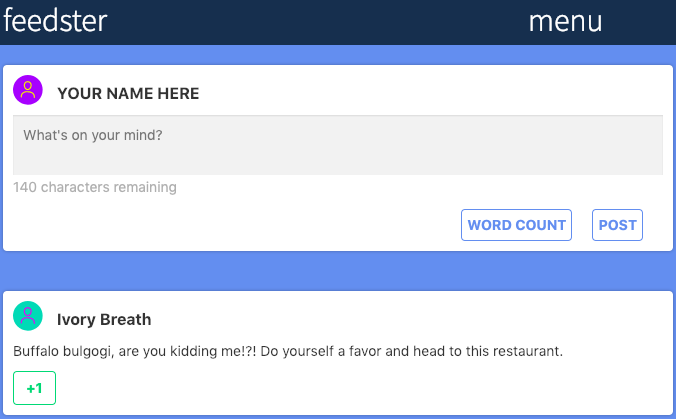 feedster menu
YOUR NAME HERE
What's on your mind?
140 characters remaining
WORD COUNT POST
Ivory Breath
Buffalo bulgogi, are you kidding me!?! Do yourself a favor and head to this restaurant.
+1